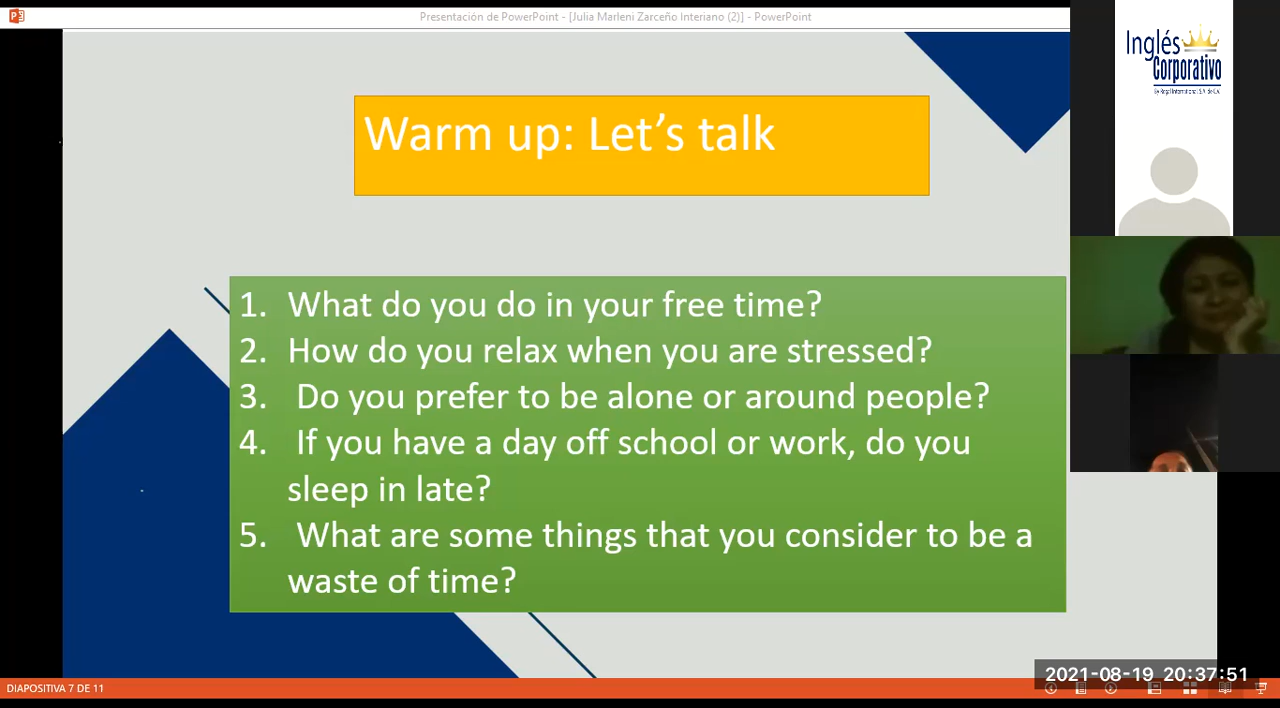 Presentación de PowerPoint - [Julia Marleni Zarceño Interiano (2)] - PowerPoint
Inglés
Corporativo
By Regal International S.A. de C.V.
Warm up: Let's talk
1. What do you do in your free time?
2. How do you relax when you are stressed?
3. Do you prefer to be alone or around people?
4. If you have a day off school or work, do you
sleep in late?
5. What are some things that you consider to be a
waste of time?
2021-08-19 20:37:51
DIAPOSITIVA 7 DE 11